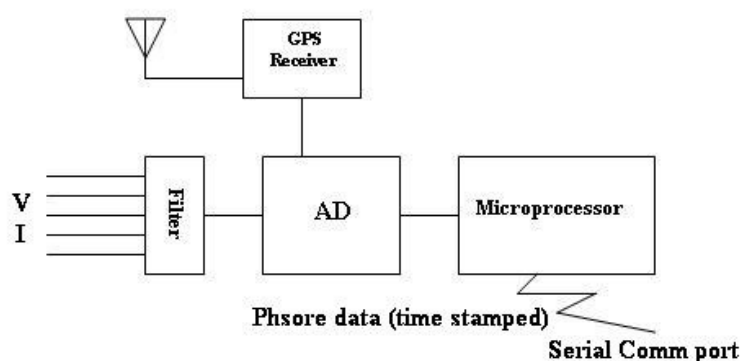 GPS
Receiver
V
I
Filter
AD
Microprocessor
Phsore data (time stamped)
Serial Comm port